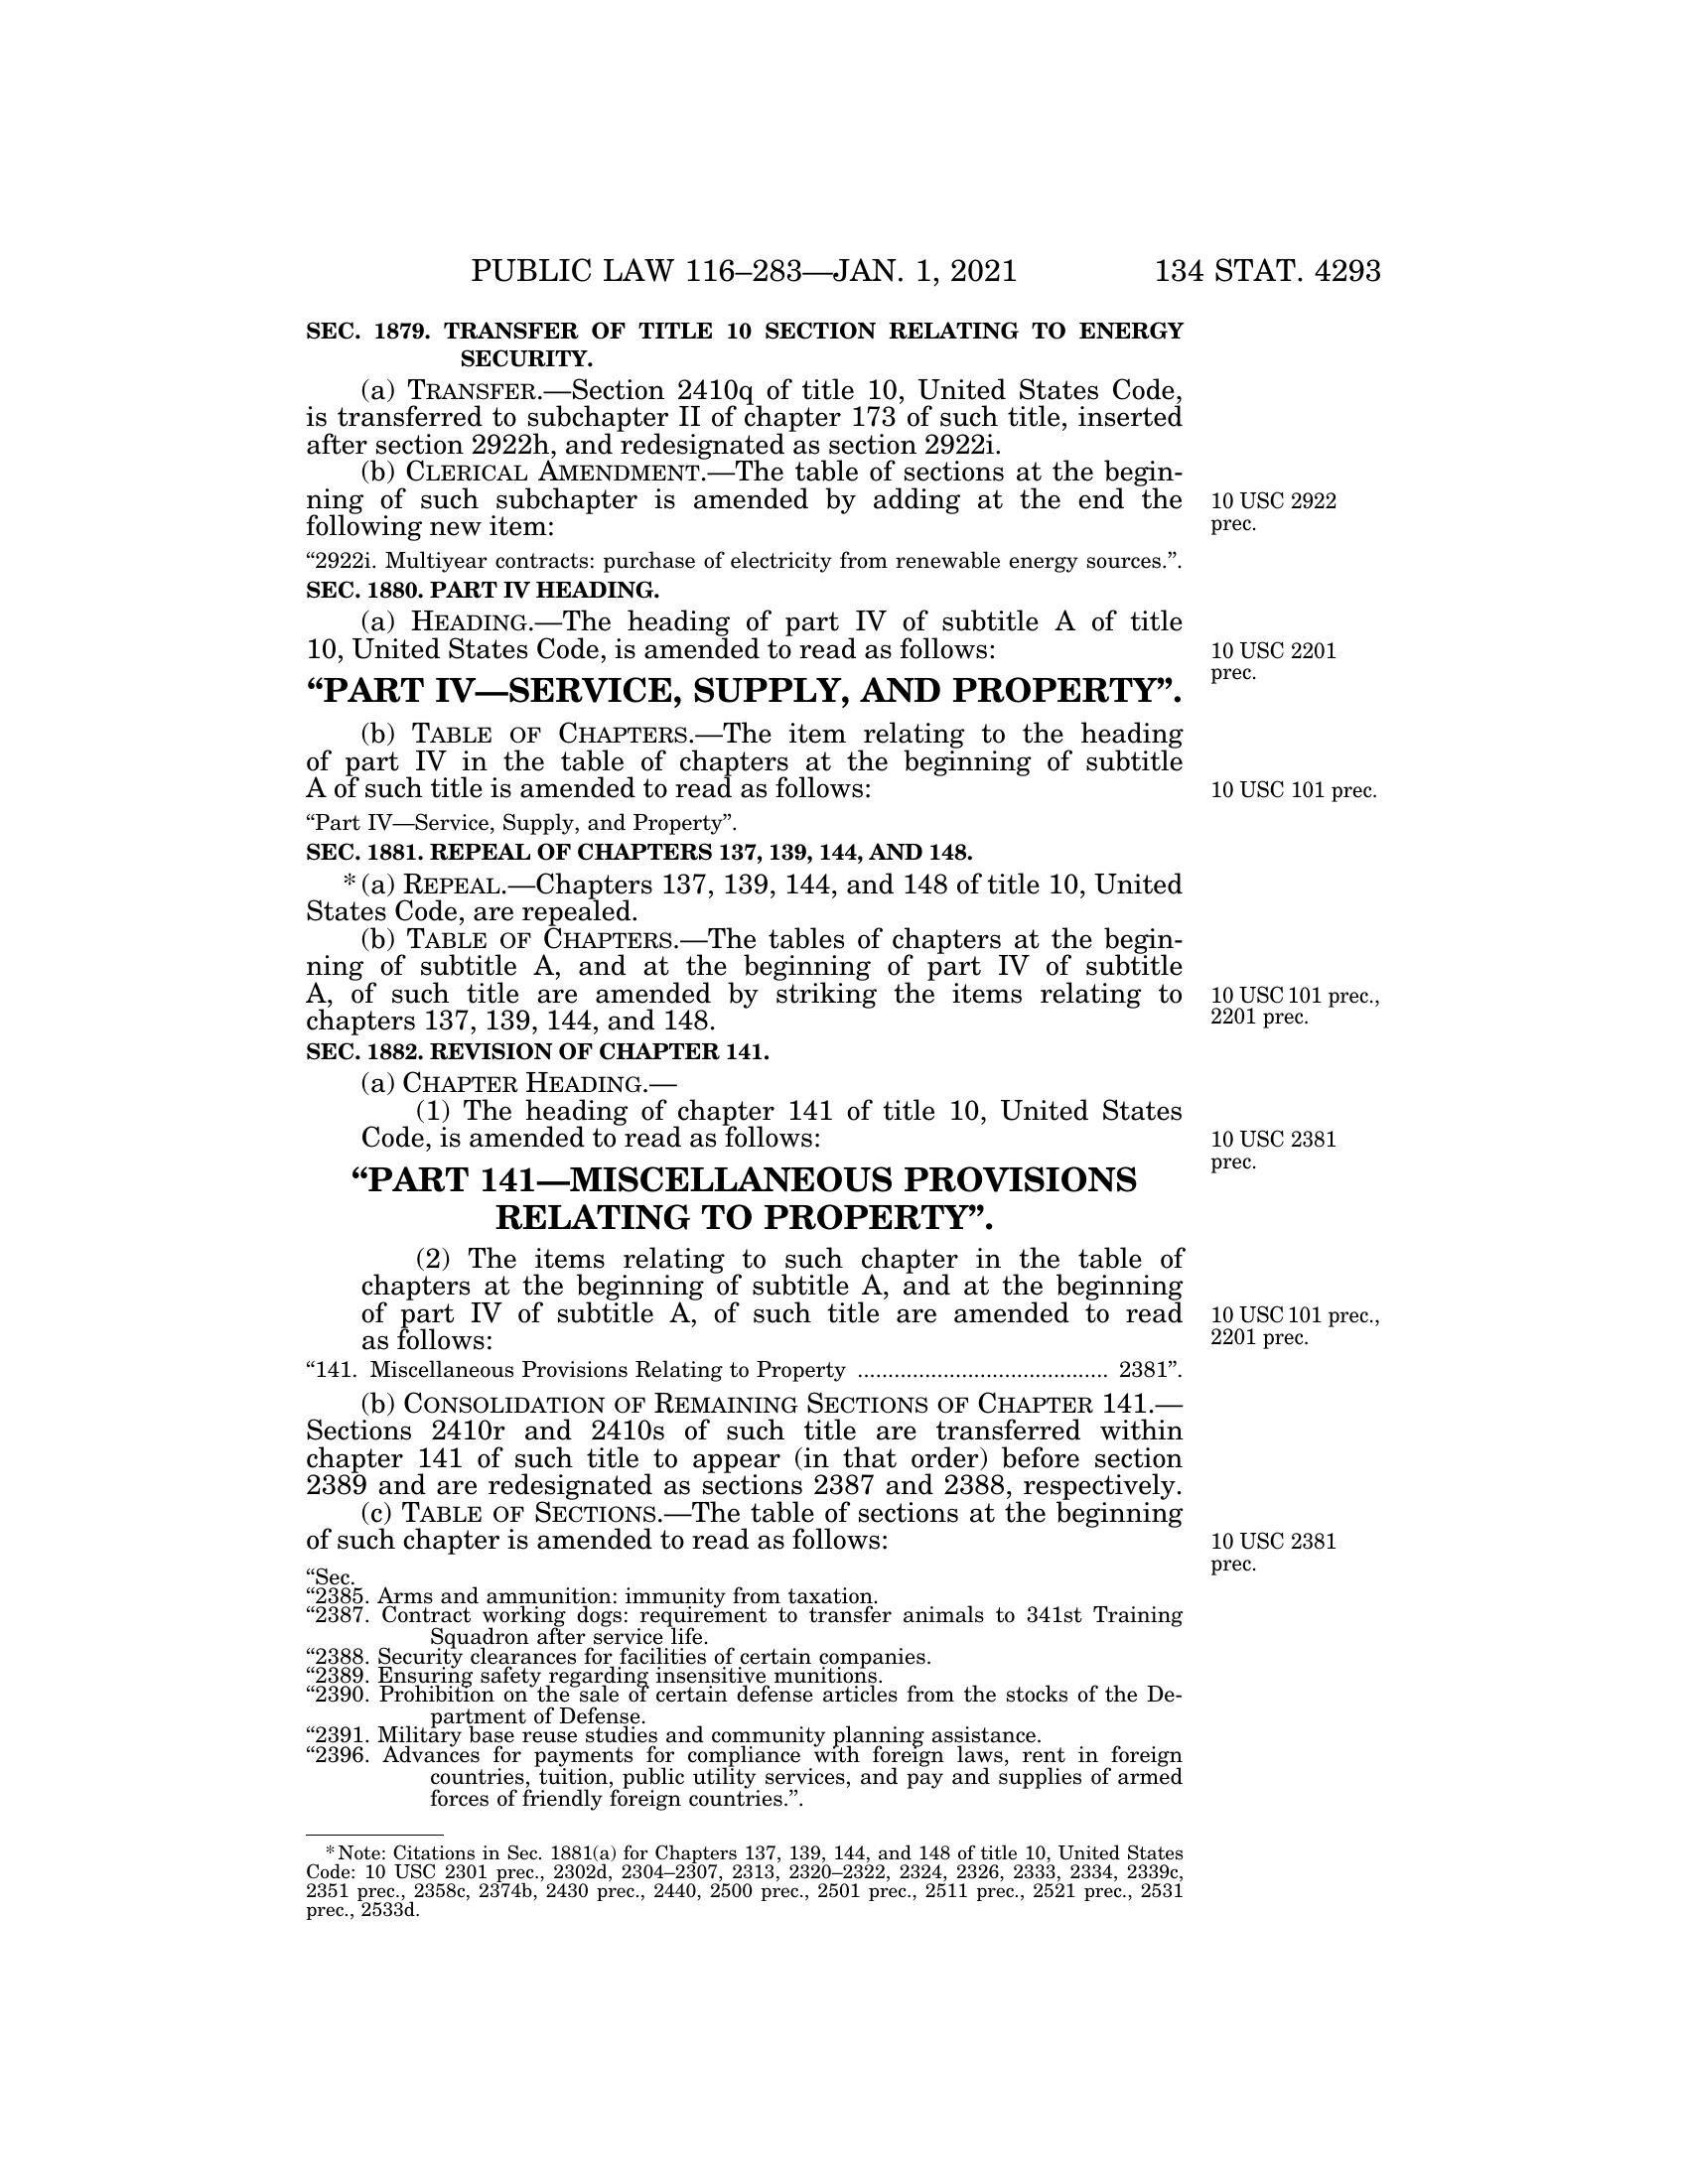 PUBLIC LAW 116–283—JAN. 1, 2021 134 STAT. 4293
SEC. 1879. TRANSFER OF TITLE 10 SECTION RELATING TO ENERGY
SECURITY.
(a) TRANSFER.—Section 2410q of title 10, United States Code,
is transferred to subchapter II of chapter 173 of such title, inserted
after section 2922h, and redesignated as section 2922i.
(b) CLERICAL AMENDMENT.—The table of sections at the begin-
ning of such subchapter is amended by adding at the end the
following new item:
10 USC 2922
prec.
“2922i. Multiyear contracts: purchase of electricity from renewable energy sources.”.
SEC. 1880. PART IV HEADING.
(a) HEADING.—The heading of part IV of subtitle A of title
10, United States Code, is amended to read as follows:
10 USC 2201
prec.
“PART IV—SERVICE, SUPPLY, AND PROPERTY”.
(b) TABLE OF CHAPTERS.—The item relating to the heading
of part IV in the table of chapters at the beginning of subtitle
A of such title is amended to read as follows:
10 USC 101 prec.
“Part IV—Service, Supply, and Property”.
SEC. 1881. REPEAL OF CHAPTERS 137, 139, 144, AND 148.
* (a) REPEAL.—Chapters 137, 139, 144, and 148 of title 10, United
States Code, are repealed.
(b) TABLE OF CHAPTERS.—The tables of chapters at the begin-
ning of subtitle A, and at the beginning of part IV of subtitle
A, of such title are amended by striking the items relating to
chapters 137, 139, 144, and 148.
10 USC 101 prec.,
2201 prec.
SEC. 1882. REVISION OF CHAPTER 141.
(a) CHAPTER HEADING.—
(1) The heading of chapter 141 of title 10, United States
Code, is amended to read as follows:
10 USC 2381
prec.
“PART 141—MISCELLANEOUS PROVISIONS
RELATING TO PROPERTY”.
(2) The items relating to such chapter in the table of
chapters at the beginning of subtitle A, and at the beginning
of part IV of subtitle A, of such title are amended to read
as follows:
10 USC 101 prec.,
2201 prec.
“141. Miscellaneous Provisions Relating to Property ......................................... 2381”.
(b) CONSOLIDATION OF REMAINING SECTIONS OF CHAPTER 141.—
Sections 2410r and 2410s of such title are transferred within
chapter 141 of such title to appear (in that order) before section
2389 and are redesignated as sections 2387 and 2388, respectively.
(c) TABLE OF SECTIONS.—The table of sections at the beginning
of such chapter is amended to read as follows:
10 USC 2381
prec.
“Sec.
“2385. Arms and ammunition: immunity from taxation.
“2387. Contract working dogs: requirement to transfer animals to 341st Training
Squadron after service life.
“2388. Security clearances for facilities of certain companies.
“2389. Ensuring safety regarding insensitive munitions.
“2390. Prohibition on the sale of certain defense articles from the stocks of the De-
partment of Defense.
“2391. Military base reuse studies and community planning assistance.
“2396. Advances for payments for compliance with foreign laws, rent in foreign
countries, tuition, public utility services, and pay and supplies of armed
forces of friendly foreign countries.”.
* Note: Citations in Sec. 1881(a) for Chapters 137, 139, 144, and 148 of title 10, United States
Code: 10 USC 2301 prec., 2302d, 2304–2307, 2313, 2320–2322, 2324, 2326, 2333, 2334, 2339c,
2351 prec., 2358c, 2374b, 2430 prec., 2440, 2500 prec., 2501 prec., 2511 prec., 2521 prec., 2531
prec., 2533d.